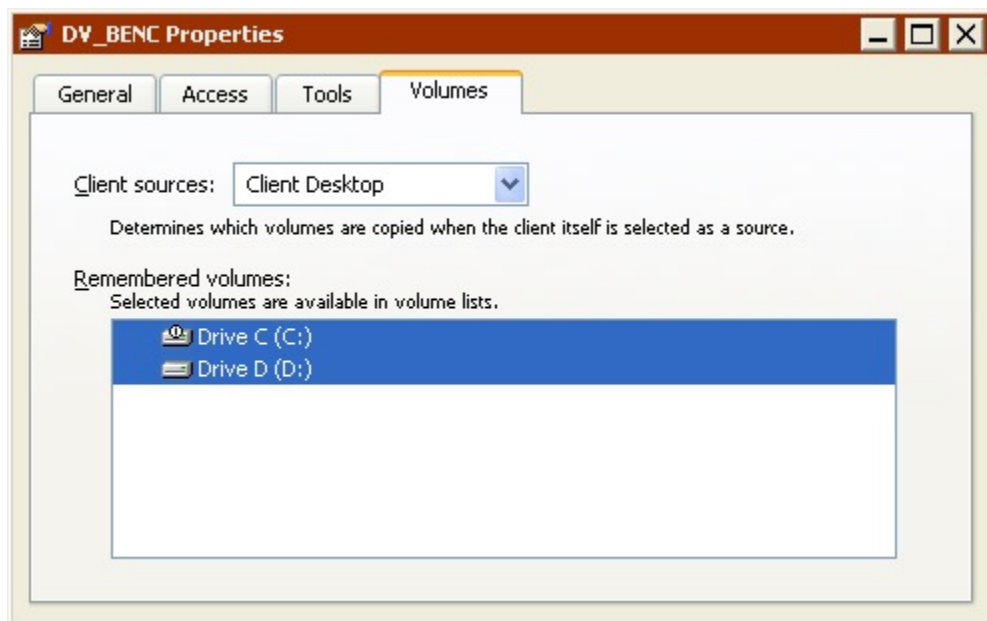 DV_BENC Properties
General Access Tools Volumes
Client sources: Client Desktop
Determines which volumes are copied when the client itself is selected as a source.
Remembered volumes:
Selected volumes are available in volume lists.
Drive C (C:)
Drive D (D:)